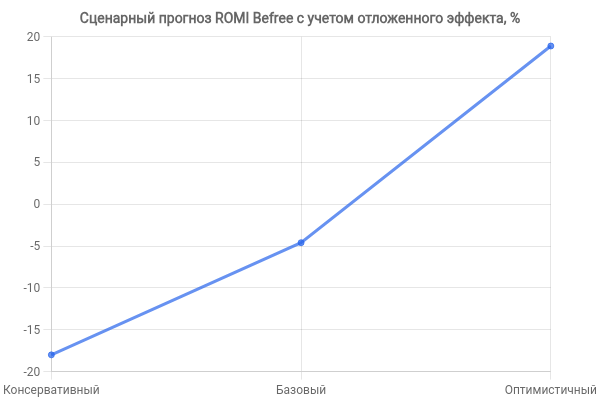 Сценарный прогноз ROMI Befree с учетом отложенного эффекта, %
20
15
10
5
0
-5
-10
-15
-20
Консервативный
Базовый
Оптимистичный